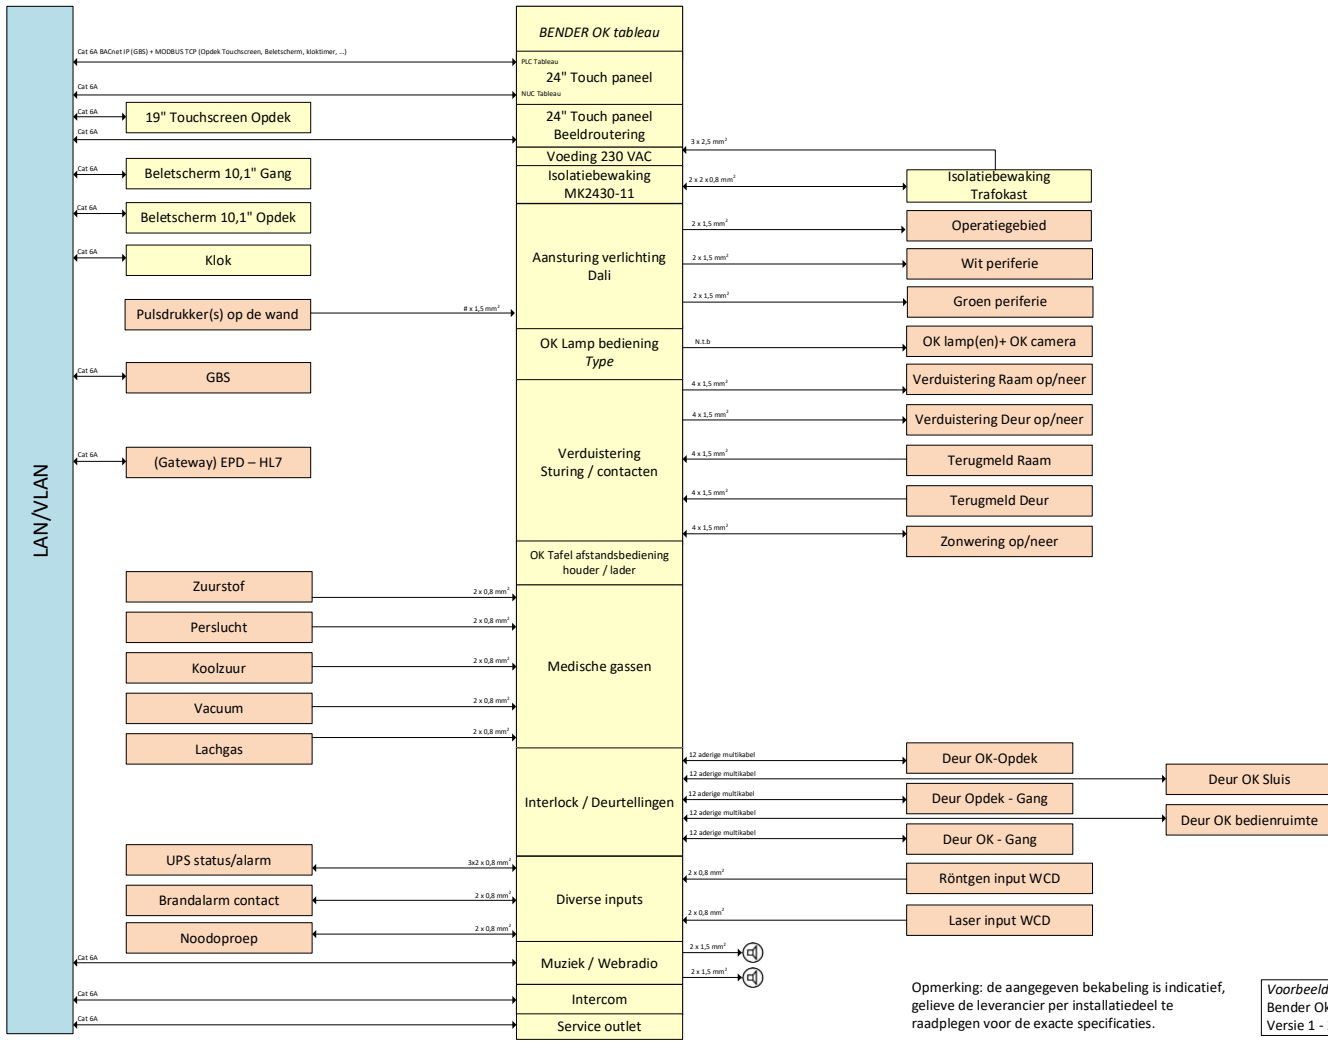 LAN/VLAN
BENDER OK tableau
Cat 6A BACnet IP (GBS) + MODBUS TCP (Opdek Touchscreen, Beletscherm, kloktimer, ...)
PLC Tableau
24" Touch paneel
Cat 6A
NUC Tableau
Cat 6A
19" Touchscreen Opdek
24" Touch paneel
Beeldroutering
Cat 6A
3 x 2,5 mm²
Voeding 230 VAC
Cat 6A
Beletscherm 10,1" Gang
Isolatiebewaking
MK2430-11
2 x 2 x 0,8 mm²
Isolatiebewaking
Trafokast
Cat 6A
Beletscherm 10,1" Opdek
Cat 6A
Klok
Aansturing verlichting
Dali
2 x 1,5 mm²
Operatiegebied
2 x 1,5 mm²
Wit periferie
2 x 1,5 mm²
Groen periferie
Pulsdrukker(s) op de wand
# x 1,5 mm²
OK Lamp bediening
Type
N.t.b
OK lamp(en)+ OK camera
Cat 6A
GBS
4 x 1,5 mm²
Verduistering Raam op/neer
4 x 1,5 mm²
Verduistering Deur op/neer
Cat 6A
(Gateway) EPD – HL7
Verduistering
Sturing / contacten
4 x 1,5 mm²
Terugmeld Raam
4 x 1,5 mm²
Terugmeld Deur
4 x 1,5 mm²
Zonwering op/neer
OK Tafel afstandsbediening
houder / lader
Zuurstof
2 x 0,8 mm²
Perslucht
2 x 0,8 mm²
Koolzuur
2 x 0,8 mm²
Medische gassen
Vacuum
2 x 0,8 mm²
Lachgas
2 x 0,8 mm²
Interlock / Deurtellingen
12 aderige multikabel
Deur OK-Opdek
12 aderige multikabel
Deur OK Sluis
12 aderige multikabel
Deur Opdek - Gang
12 aderige multikabel
Deur OK bedienruimte
12 aderige multikabel
Deur OK - Gang
UPS status/alarm
3x2 x 0,8 mm²
Brandalarm contact
2 x 0,8 mm²
Noodoproep
2 x 0,8 mm²
Diverse inputs
2 x 0,8 mm²
Röntgen input WCD
2 x 0,8 mm²
Laser input WCD
Cat 6A
Muziek / Webradio
2 x 1,5 mm²
2 x 1,5 mm²
Cat 6A
Intercom
Cat 6A
Service outlet
Opmerking: de aangegeven bekabeling is indicatief,
gelieve de leverancier per installatiedeel te
raadplegen voor de exacte specificaties.
Voorbeeld
Bender Ok
Versie 1 -